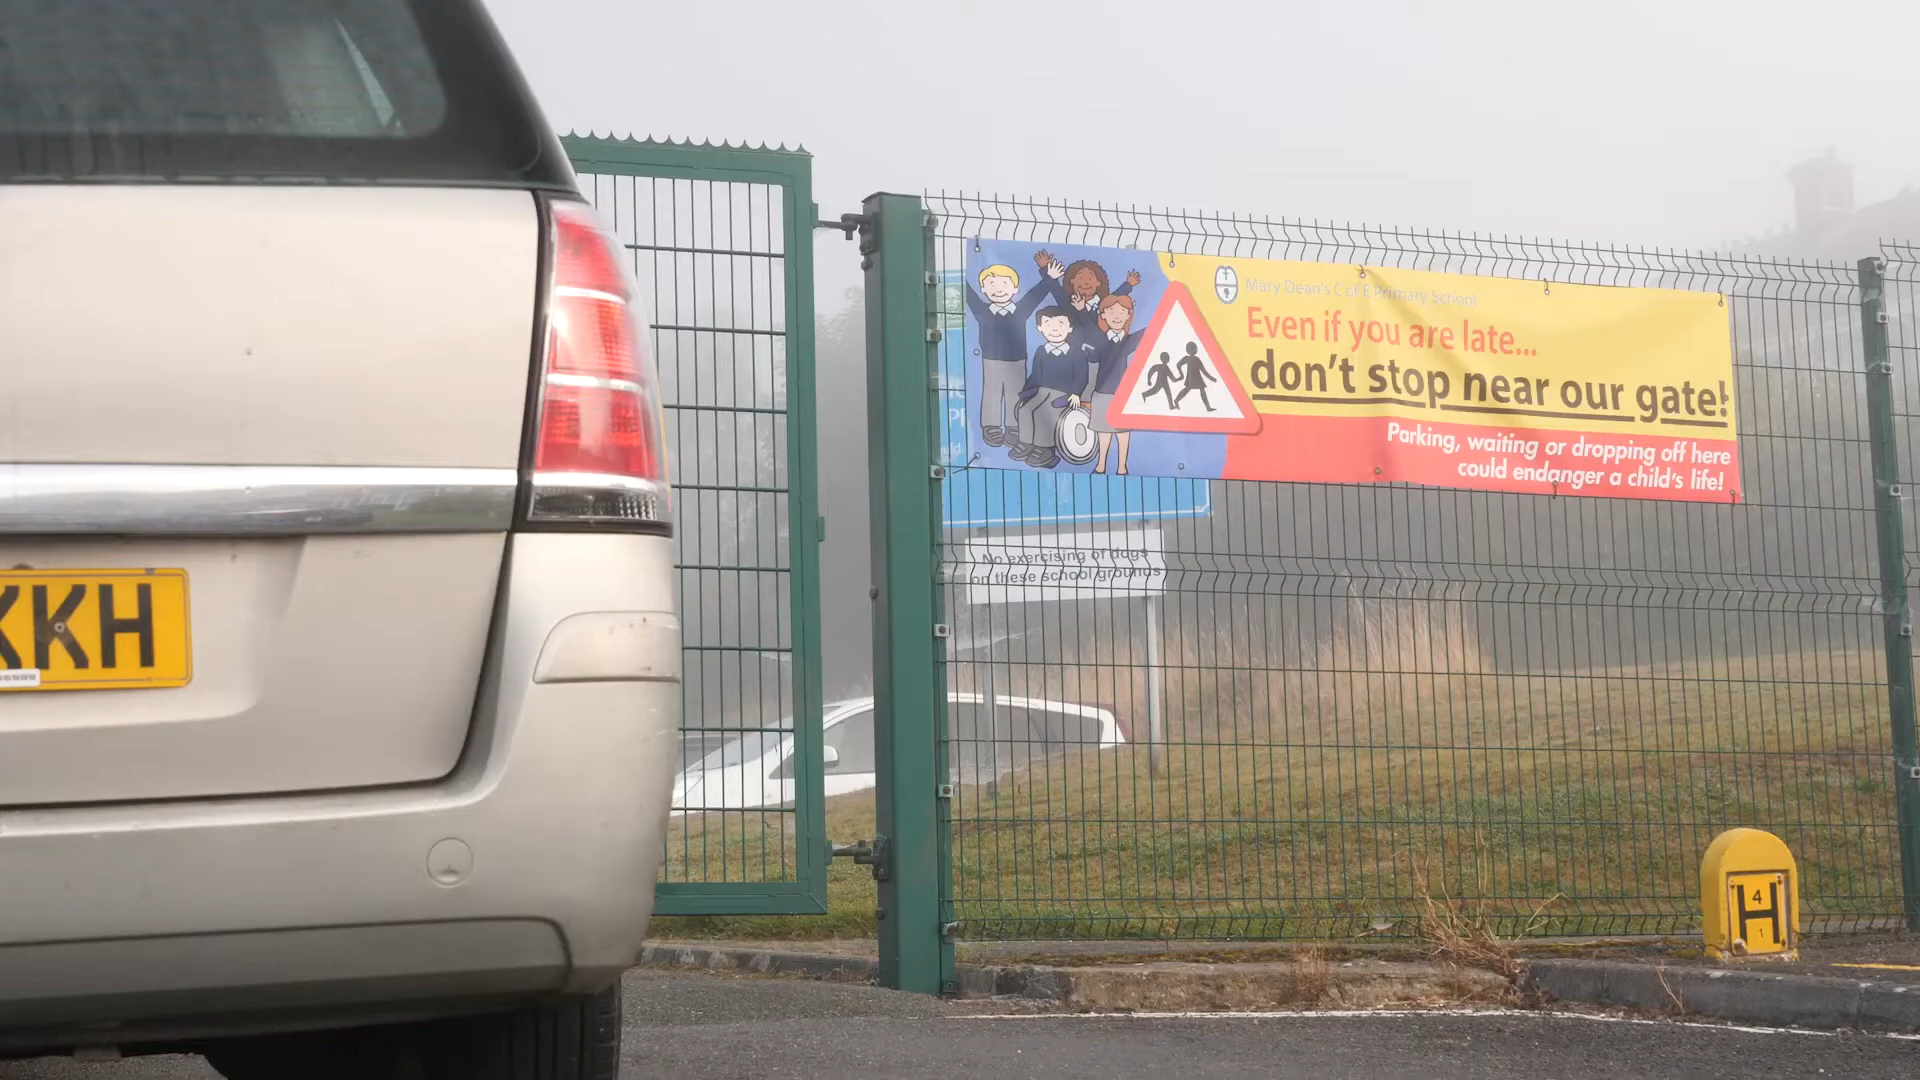 Mary Dean's C of E Primary School
Even if you are late...
don't stop near our gate!
Parking, waiting or dropping off here
could endanger a child's life!
No exercising of dogs
on these school grounds
KH
4
H
1